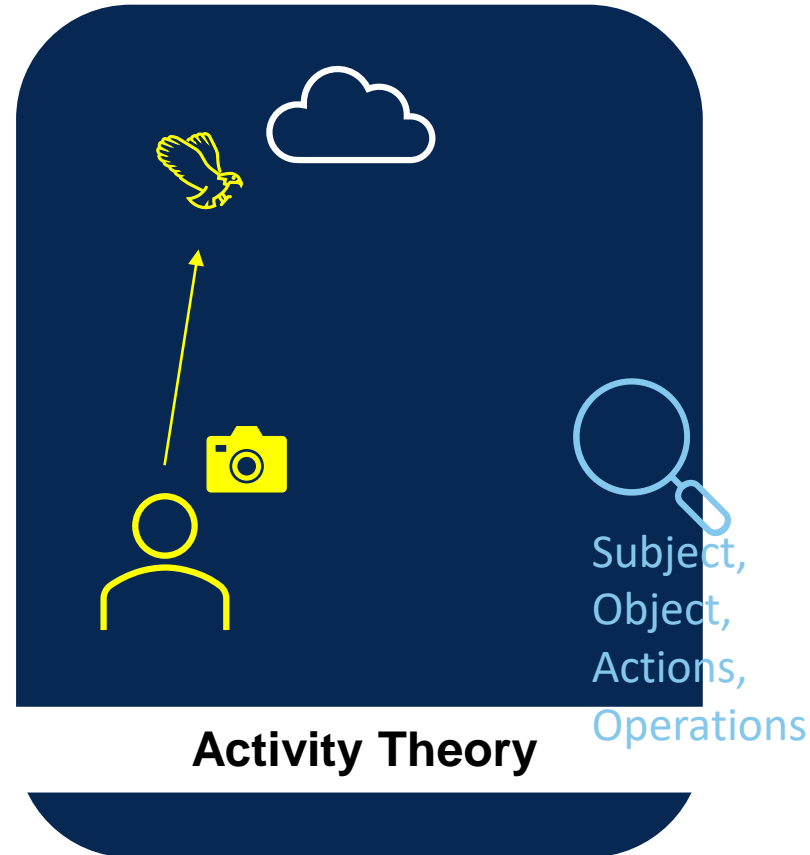 Subject,
Object,
Actions,
Operations
Activity Theory